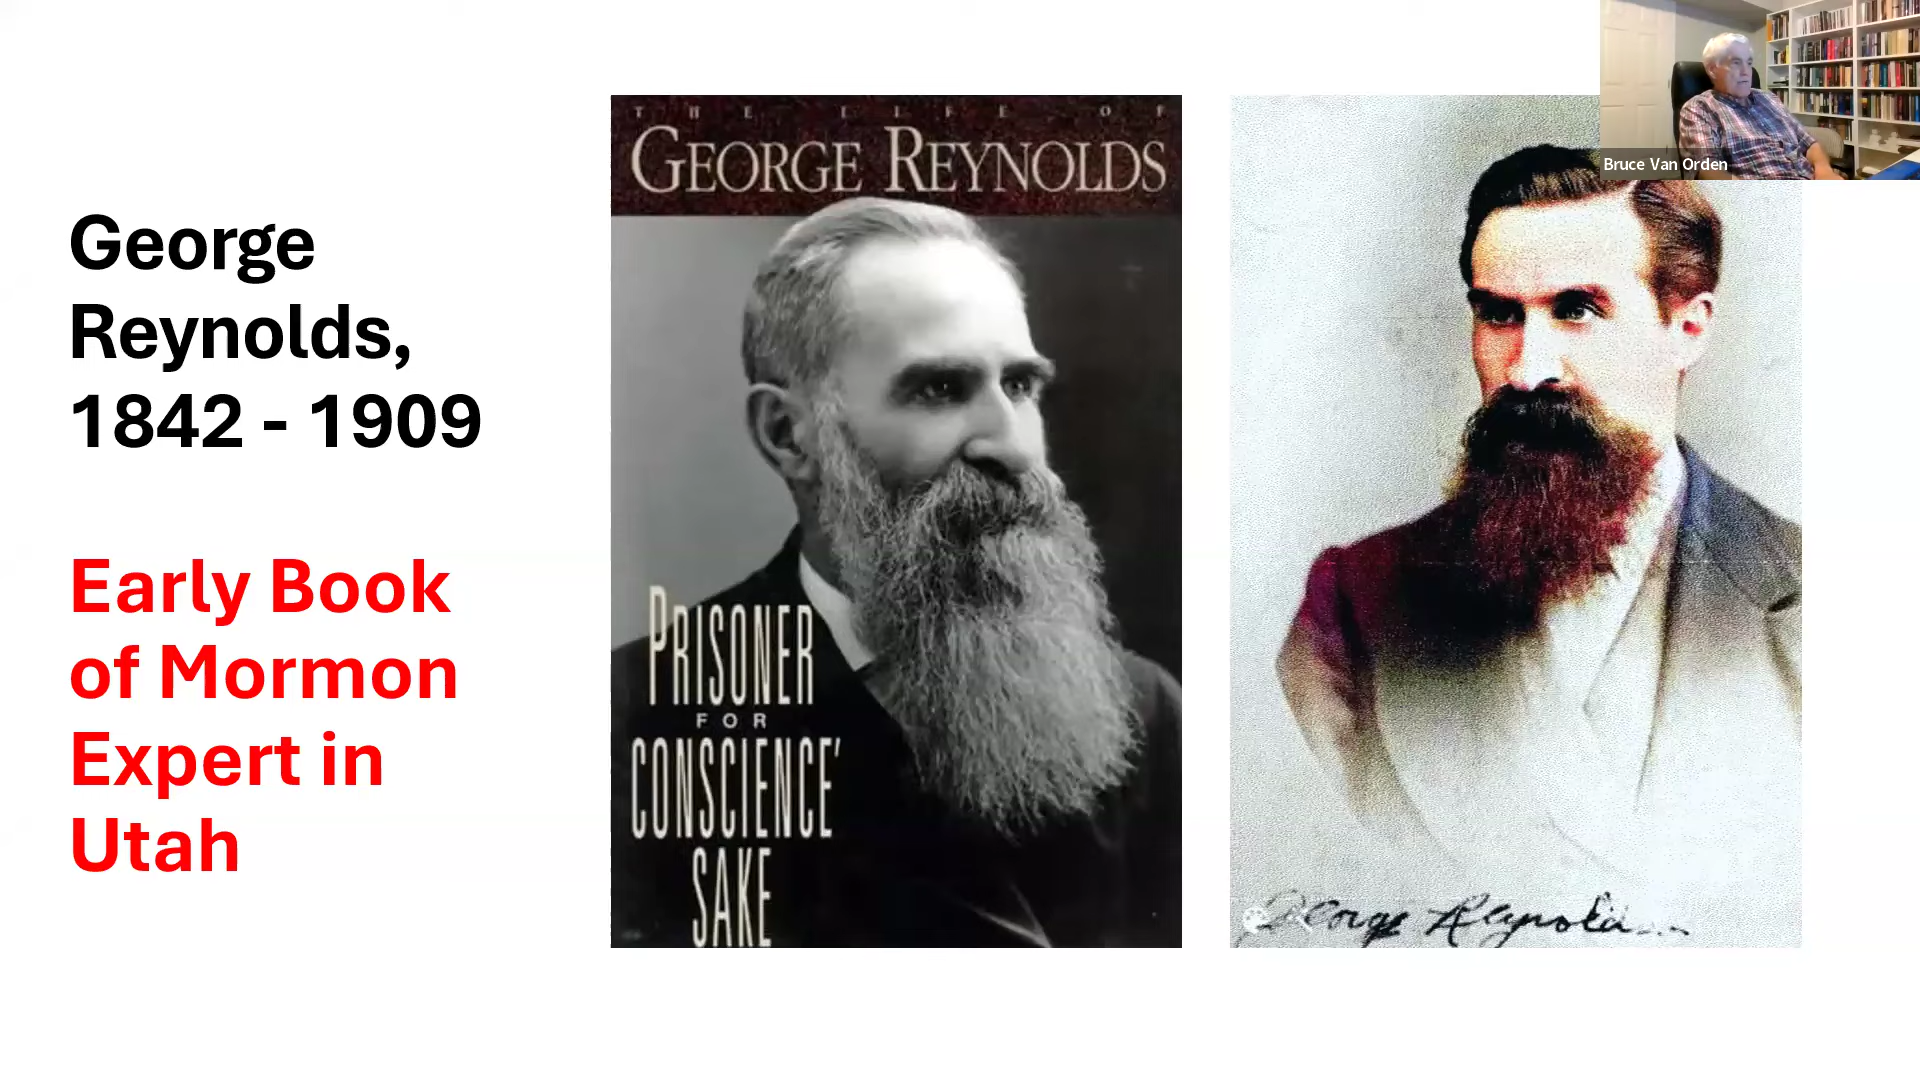 George
Reynolds,
1842 - 1909
Early Book
of Mormon
Expert in
Utah
THE LIFE OF
GEORGE REYNOLDS
PRISONER
FOR
CONSCIENCE'
SAKE
George Reynolds
Bruce Van Orden